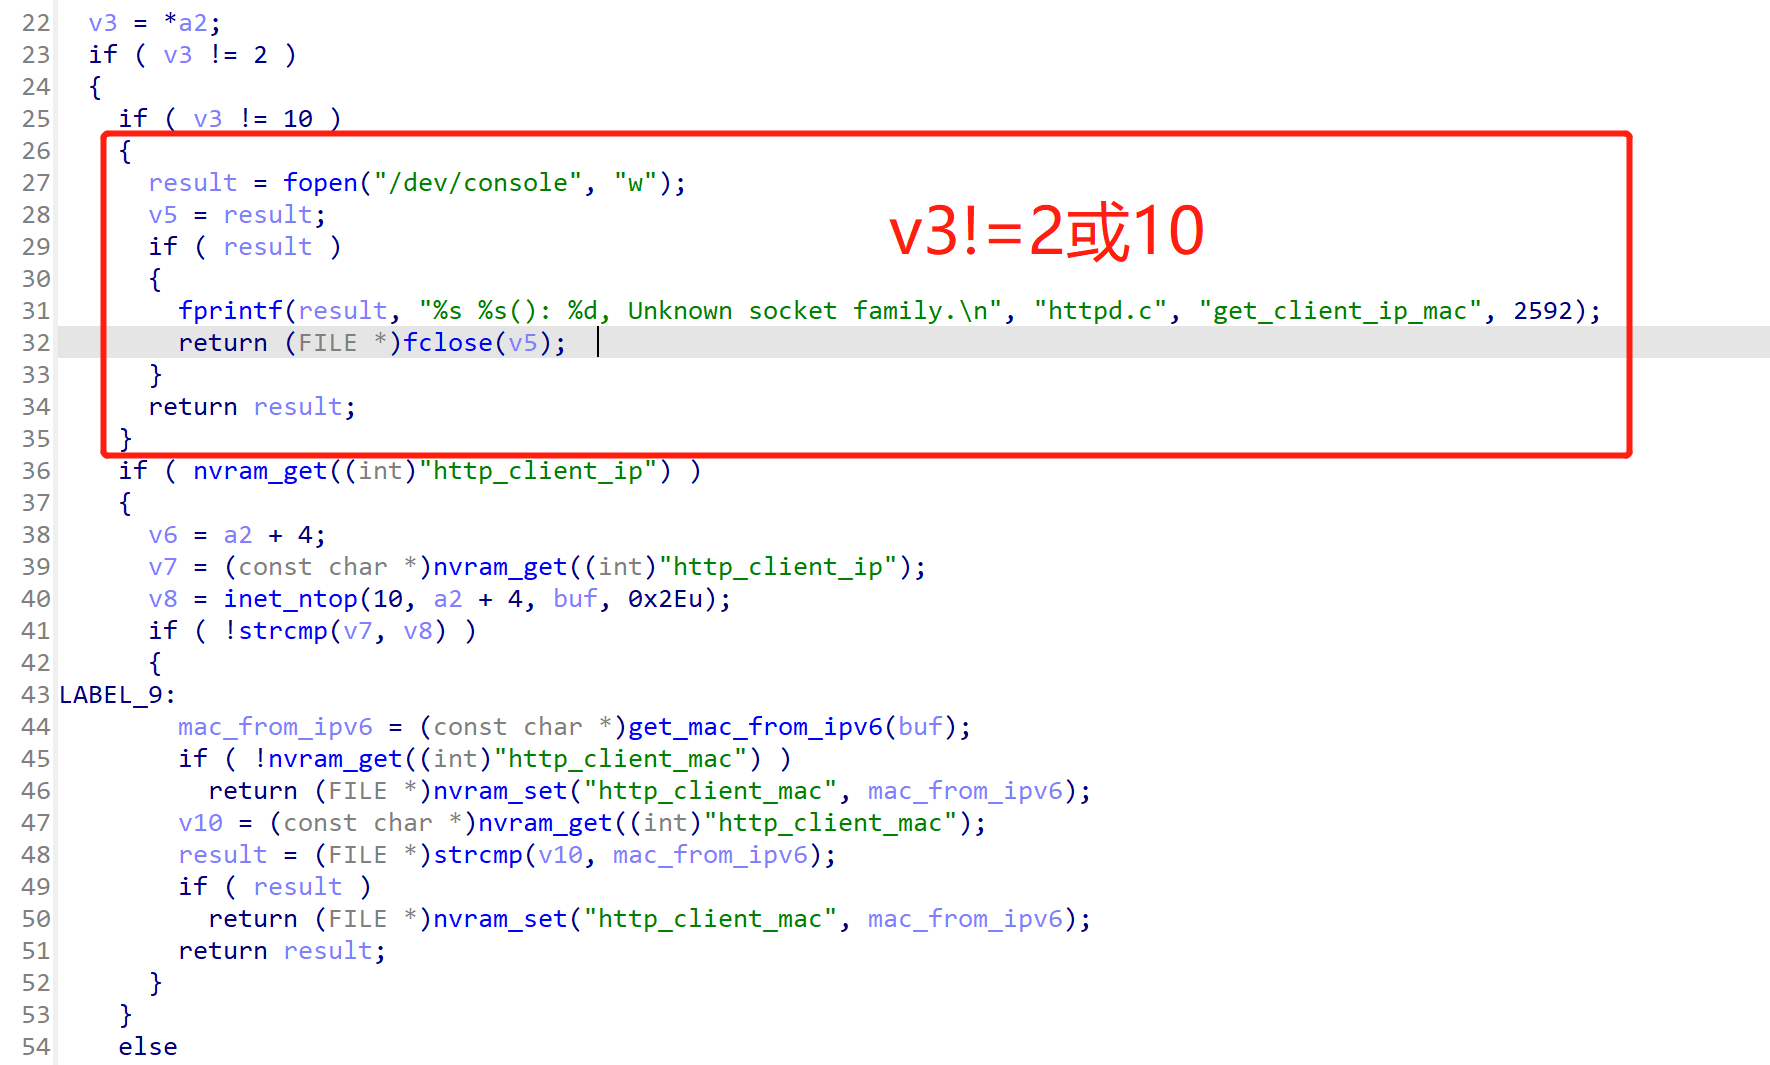 22 v3 = *a2;
23 if ( v3 != 2 )
24 {
25 if ( v3 != 10 )
26 {
27 result = fopen("/dev/console", "w");
28 v5 = result;
v3!=2或10
29 if ( result )
30 {
31 fprintf(result, "%s %s(): %d, Unknown socket family.\n", "httpd.c", "get_client_ip_mac", 2592);
32 return (FILE *)fclose(v5);
33 }
34 return result;
35 }
36 if ( nvram_get((int)"http_client_ip") )
37 {
38 v6 = a2 + 4;
39 v7 = (const char *)nvram_get((int)"http_client_ip");
40 v8 = inet_ntop(10, a2 + 4, buf, 0x2Eu);
41 if ( !strcmp(v7, v8) )
42 {
43 LABEL_9:
44 mac_from_ipv6 = (const char *)get_mac_from_ipv6(buf);
45 if ( !nvram_get((int)"http_client_mac") )
46 return (FILE *)nvram_set("http_client_mac", mac_from_ipv6);
47 v10 = (const char *)nvram_get((int)"http_client_mac");
48 result = (FILE *)strcmp(v10, mac_from_ipv6);
49 if ( result )
50 return (FILE *)nvram_set("http_client_mac", mac_from_ipv6);
51 return result;
52 }
53 }
54 else